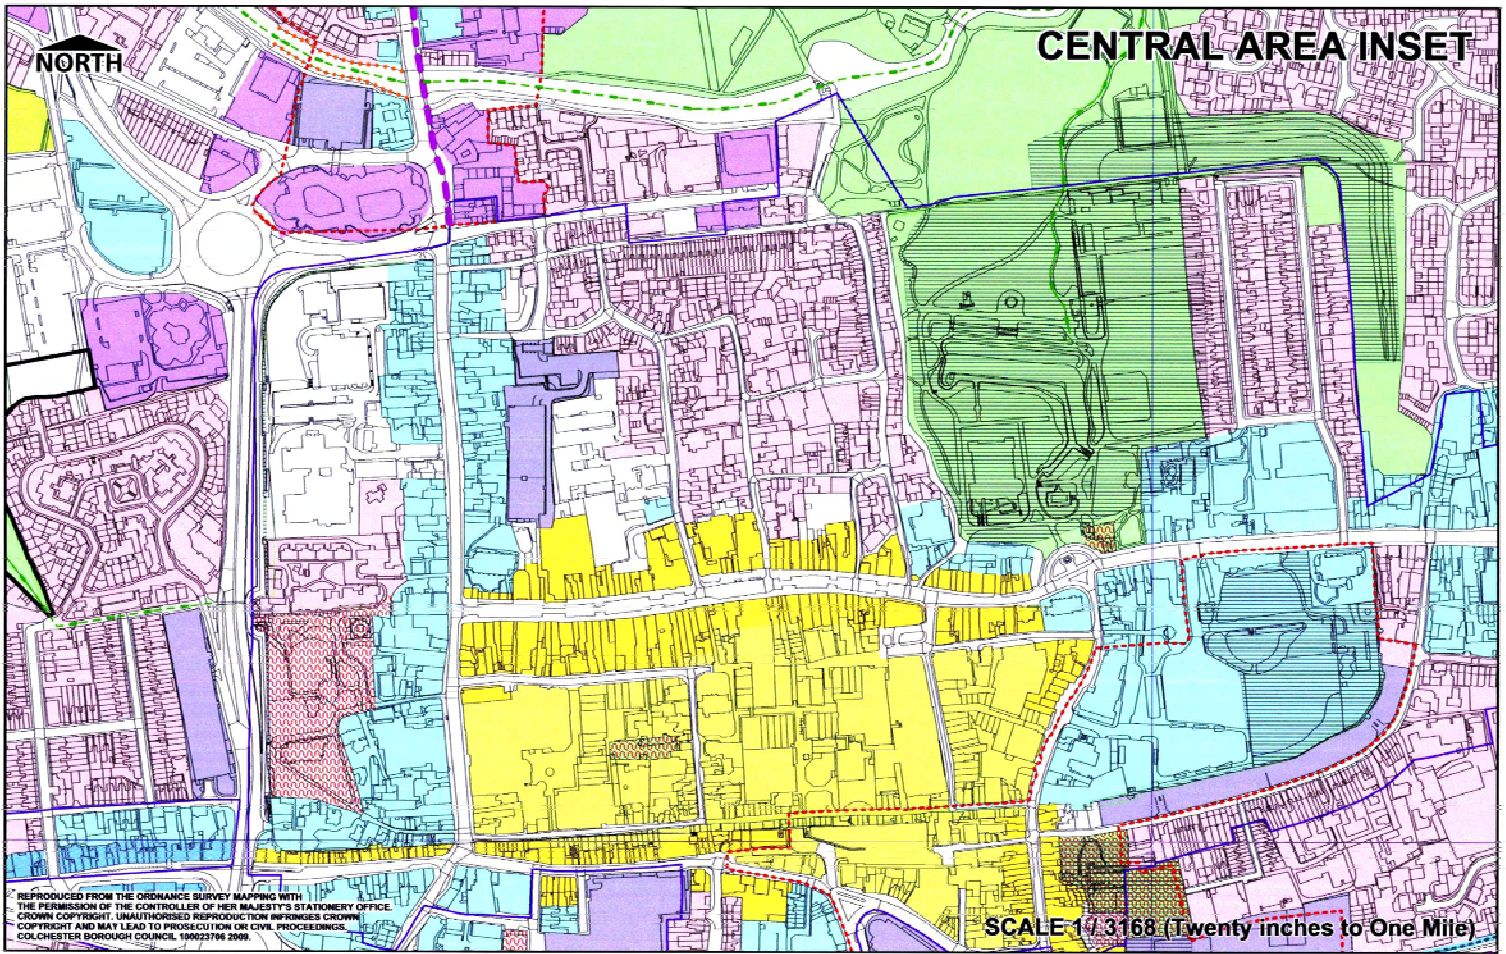 NORTH
CENTRAL AREA INSET
REPRODUCED FROM THE ORDNANCE SURVEY MAPPING WITH
THE PERMISSION OF THE CONTROLLER OF HER MAJESTY'S STATIONERY OFFICE.
CROWN COPYRIGHT. UNAUTHORISED REPRODUCTION INFRINGES CROWN
COPYRIGHT AND MAY LEAD TO PROSECUTION OR CIVIL PROCEEDINGS.
COLCHESTER BOROUGH COUNCIL 100023706 2009.
SCALE 1 / 3168 (Twenty inches to One Mile)